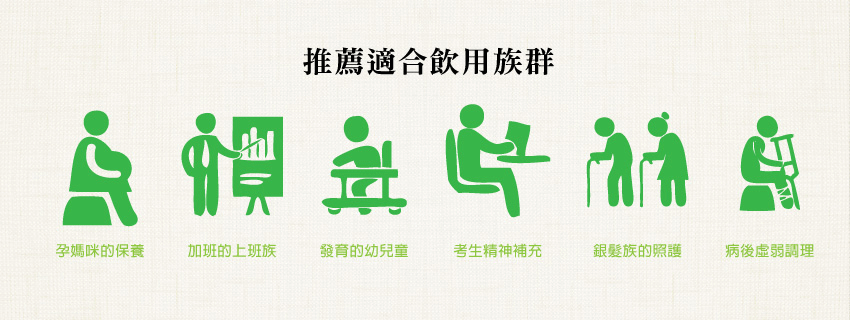 推薦適合飲用族群
孕媽咪的保養
加班的上班族
發育的幼兒童
考生精神補充
銀髮族的照護
病後虛弱調理